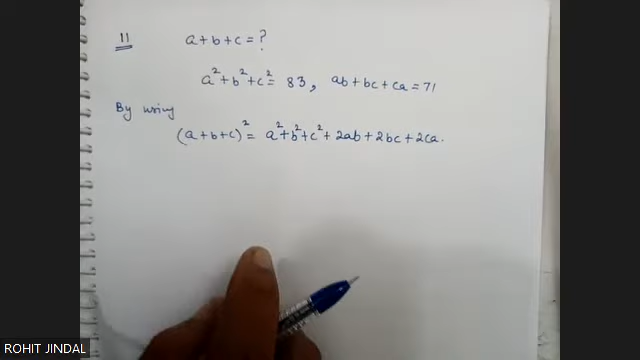 11 a+b+c = ?
a²+b²+c² = 83, ab+bc+ca = 71
By using
(a+b+c)² = a²+b²+c²+2ab+2bc+2ca.
ROHIT JINDAL